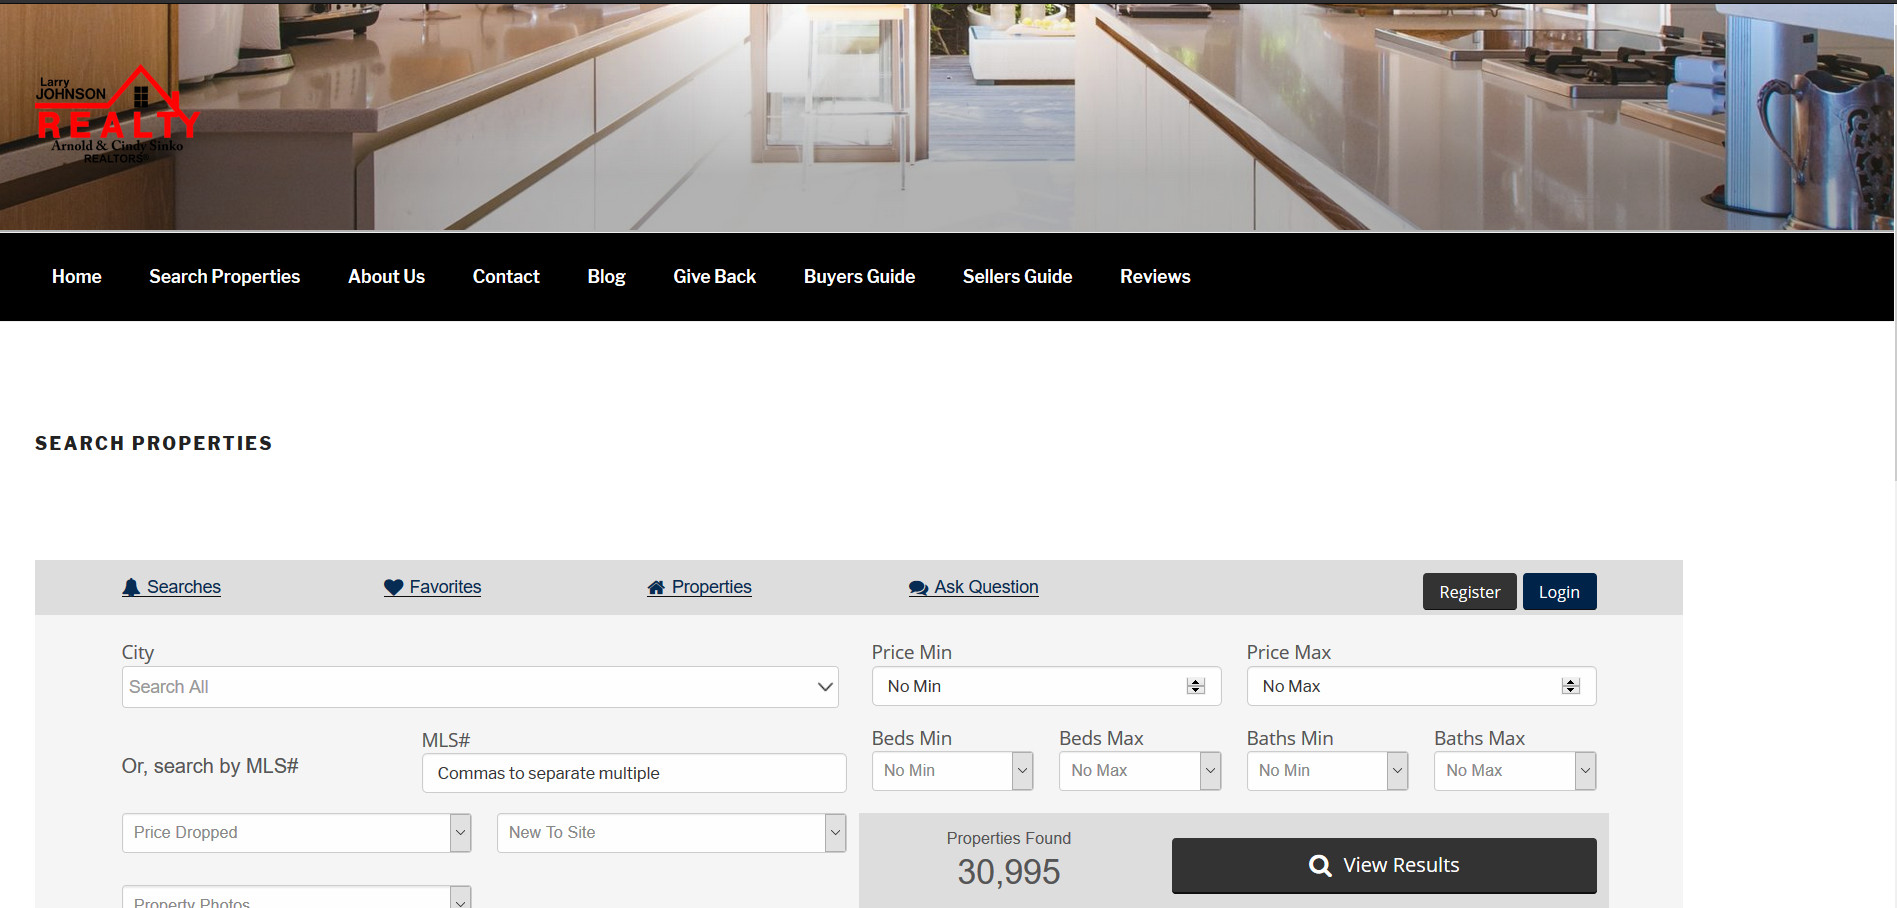 Larry
JOHNSON
REALTY
Arnold & Cindy Sinko
REALTORS®
Home Search Properties About Us Contact Blog Give Back Buyers Guide Sellers Guide Reviews
SEARCH PROPERTIES
Searches Favorites Properties Ask Question Register Login
City Price Min Price Max
Search All No Min No Max
Or, search by MLS# MLS# Beds Min Beds Max Baths Min Baths Max
Commas to separate multiple No Min No Max No Min No Max
Price Dropped New To Site Properties Found
30,995 View Results
Property Photos